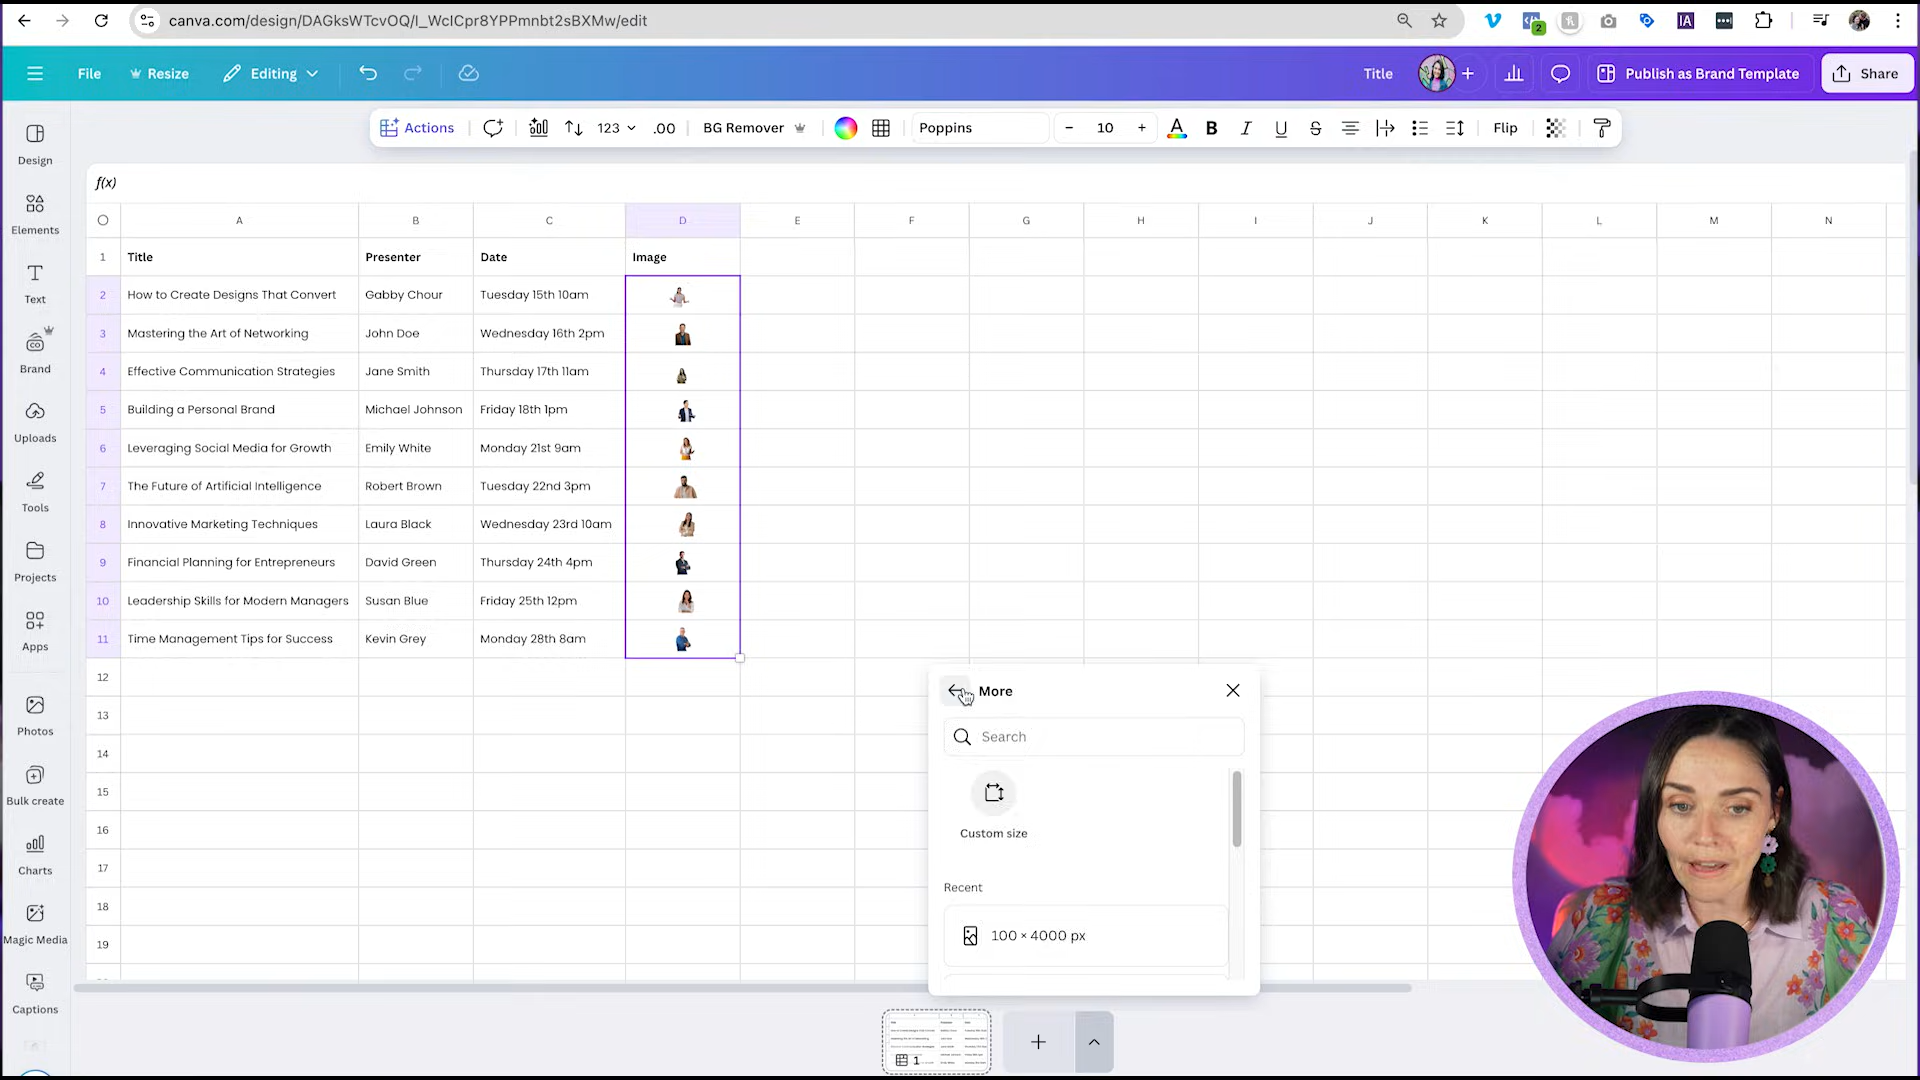 canva.com/design/DAGksWTcvOQ/l_WcICpr8YPPmnbt2sBXMw/edit
2
IA
File
Resize
Editing
Title
Publish as Brand Template
Share
Actions
123
.00
BG Remover
Poppins
– 10 +
A
B
I
U
S
Flip
f(x)
A B C D E F G H I J K L M N
1 Title Presenter Date Image
2 How to Create Designs That Convert Gabby Chour Tuesday 15th 10am
3 Mastering the Art of Networking John Doe Wednesday 16th 2pm
4 Effective Communication Strategies Jane Smith Thursday 17th 11am
5 Building a Personal Brand Michael Johnson Friday 18th 1pm
6 Leveraging Social Media for Growth Emily White Monday 21st 9am
7 The Future of Artificial Intelligence Robert Brown Tuesday 22nd 3pm
8 Innovative Marketing Techniques Laura Black Wednesday 23rd 10am
9 Financial Planning for Entrepreneurs David Green Thursday 24th 4pm
10 Leadership Skills for Modern Managers Susan Blue Friday 25th 12pm
11 Time Management Tips for Success Kevin Grey Monday 28th 8am
12
13
14
15
16
17
18
19
Design
Elements
Text
Brand
Uploads
Tools
Projects
Apps
Photos
Bulk create
Charts
Magic Media
Captions
More
Search
Custom size
Recent
100 × 4000 px
1